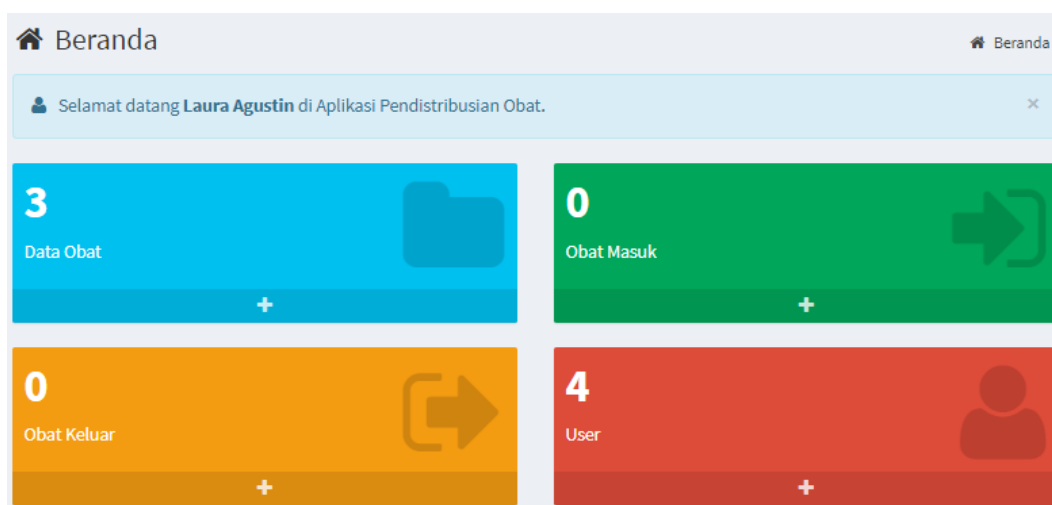 Beranda
Beranda
Selamat datang Laura Agustin di Aplikasi Pendistribusian Obat.
×
3
Data Obat
+
0
Obat Masuk
+
0
Obat Keluar
+
4
User
+